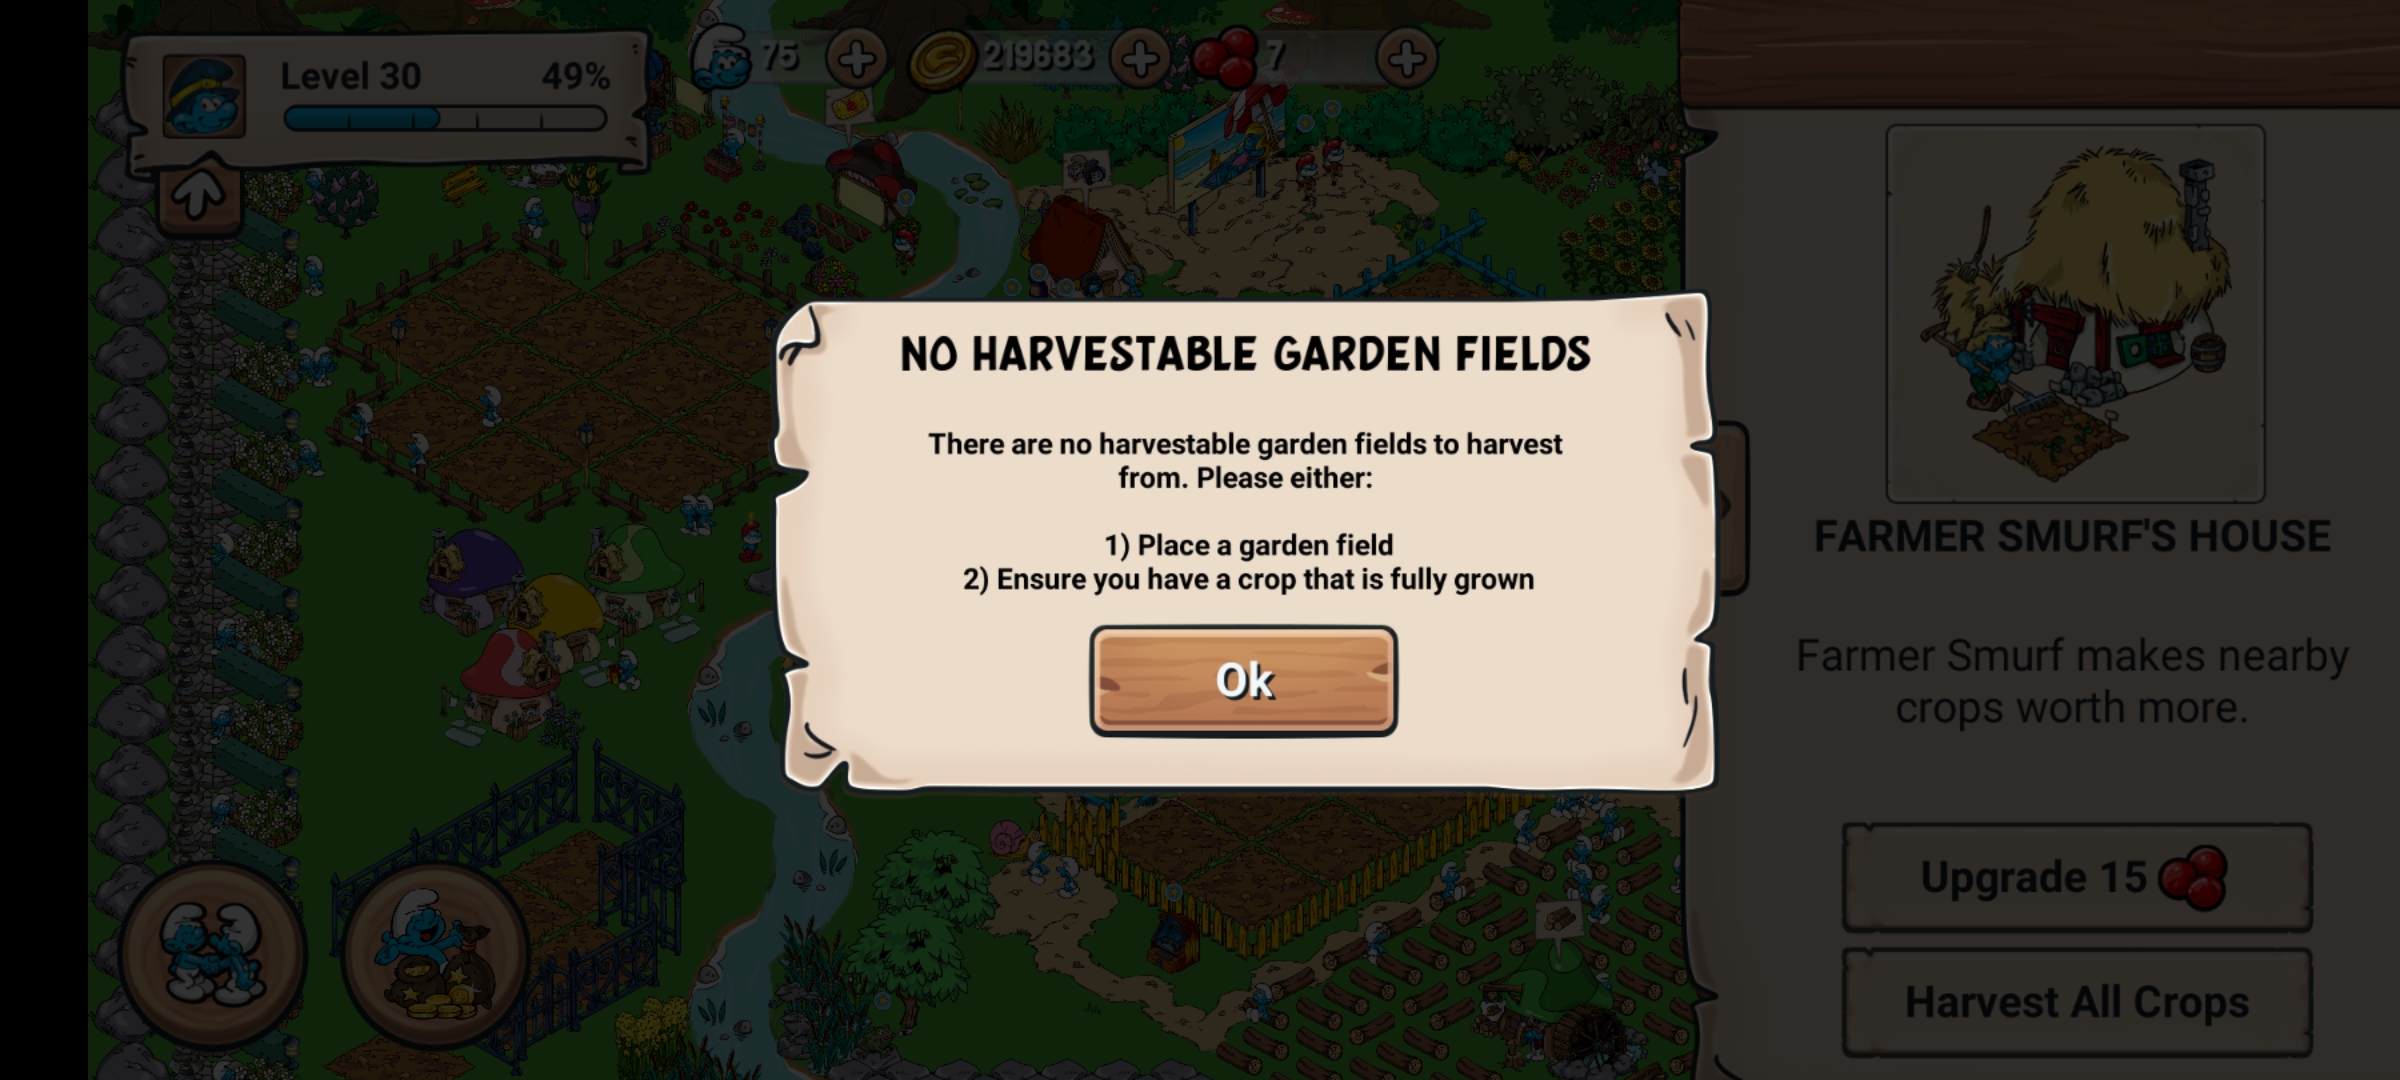 Level 30 49%
75
219683
7
NO HARVESTABLE GARDEN FIELDS
There are no harvestable garden fields to harvest
from. Please either:
1) Place a garden field
2) Ensure you have a crop that is fully grown
Ok
FARMER SMURF'S HOUSE
Farmer Smurf makes nearby
crops worth more.
Upgrade 15
Harvest All Crops